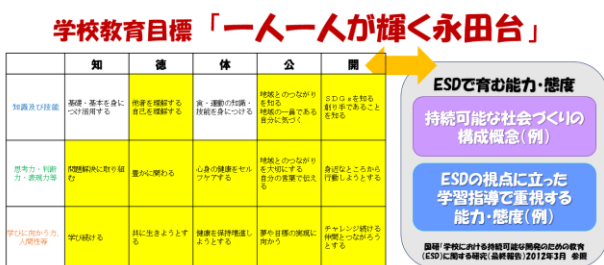 学校教育目標「一人一人が輝く永田台」
知 徳 体 公 開
知識及び技能
基礎・基本を身に
つけ活用する
他者を理解する
自己を理解する
食・運動の知識・
技能を身につける
地域とのつながり
を知る
地域の一員である
自分に気づく
SDGsを知る
創り手であること
を知る
思考力・判断
力・表現力等
問題解決に取り組
む
豊かに関わる
心身の健康をセル
フケアする
地域とのつながり
を大切にする
自分の言葉で伝え
る
身近なところから
行動しようとする
学びに向かう力、
人間性等
学び続ける
共に生きようとす
る
健康を保持増進し
ようとする
夢や目標の実現に
向かう
チャレンジ続ける
仲間とつながろう
とする
ESDで育む能力・態度
持続可能な社会づくりの
構成概念(例)
ESDの視点に立った
学習指導で重視する
能力・態度(例)
国研「学校における持続可能な開発のための教育
(ESD)に関する研究(最終報告)2012年3月 参照